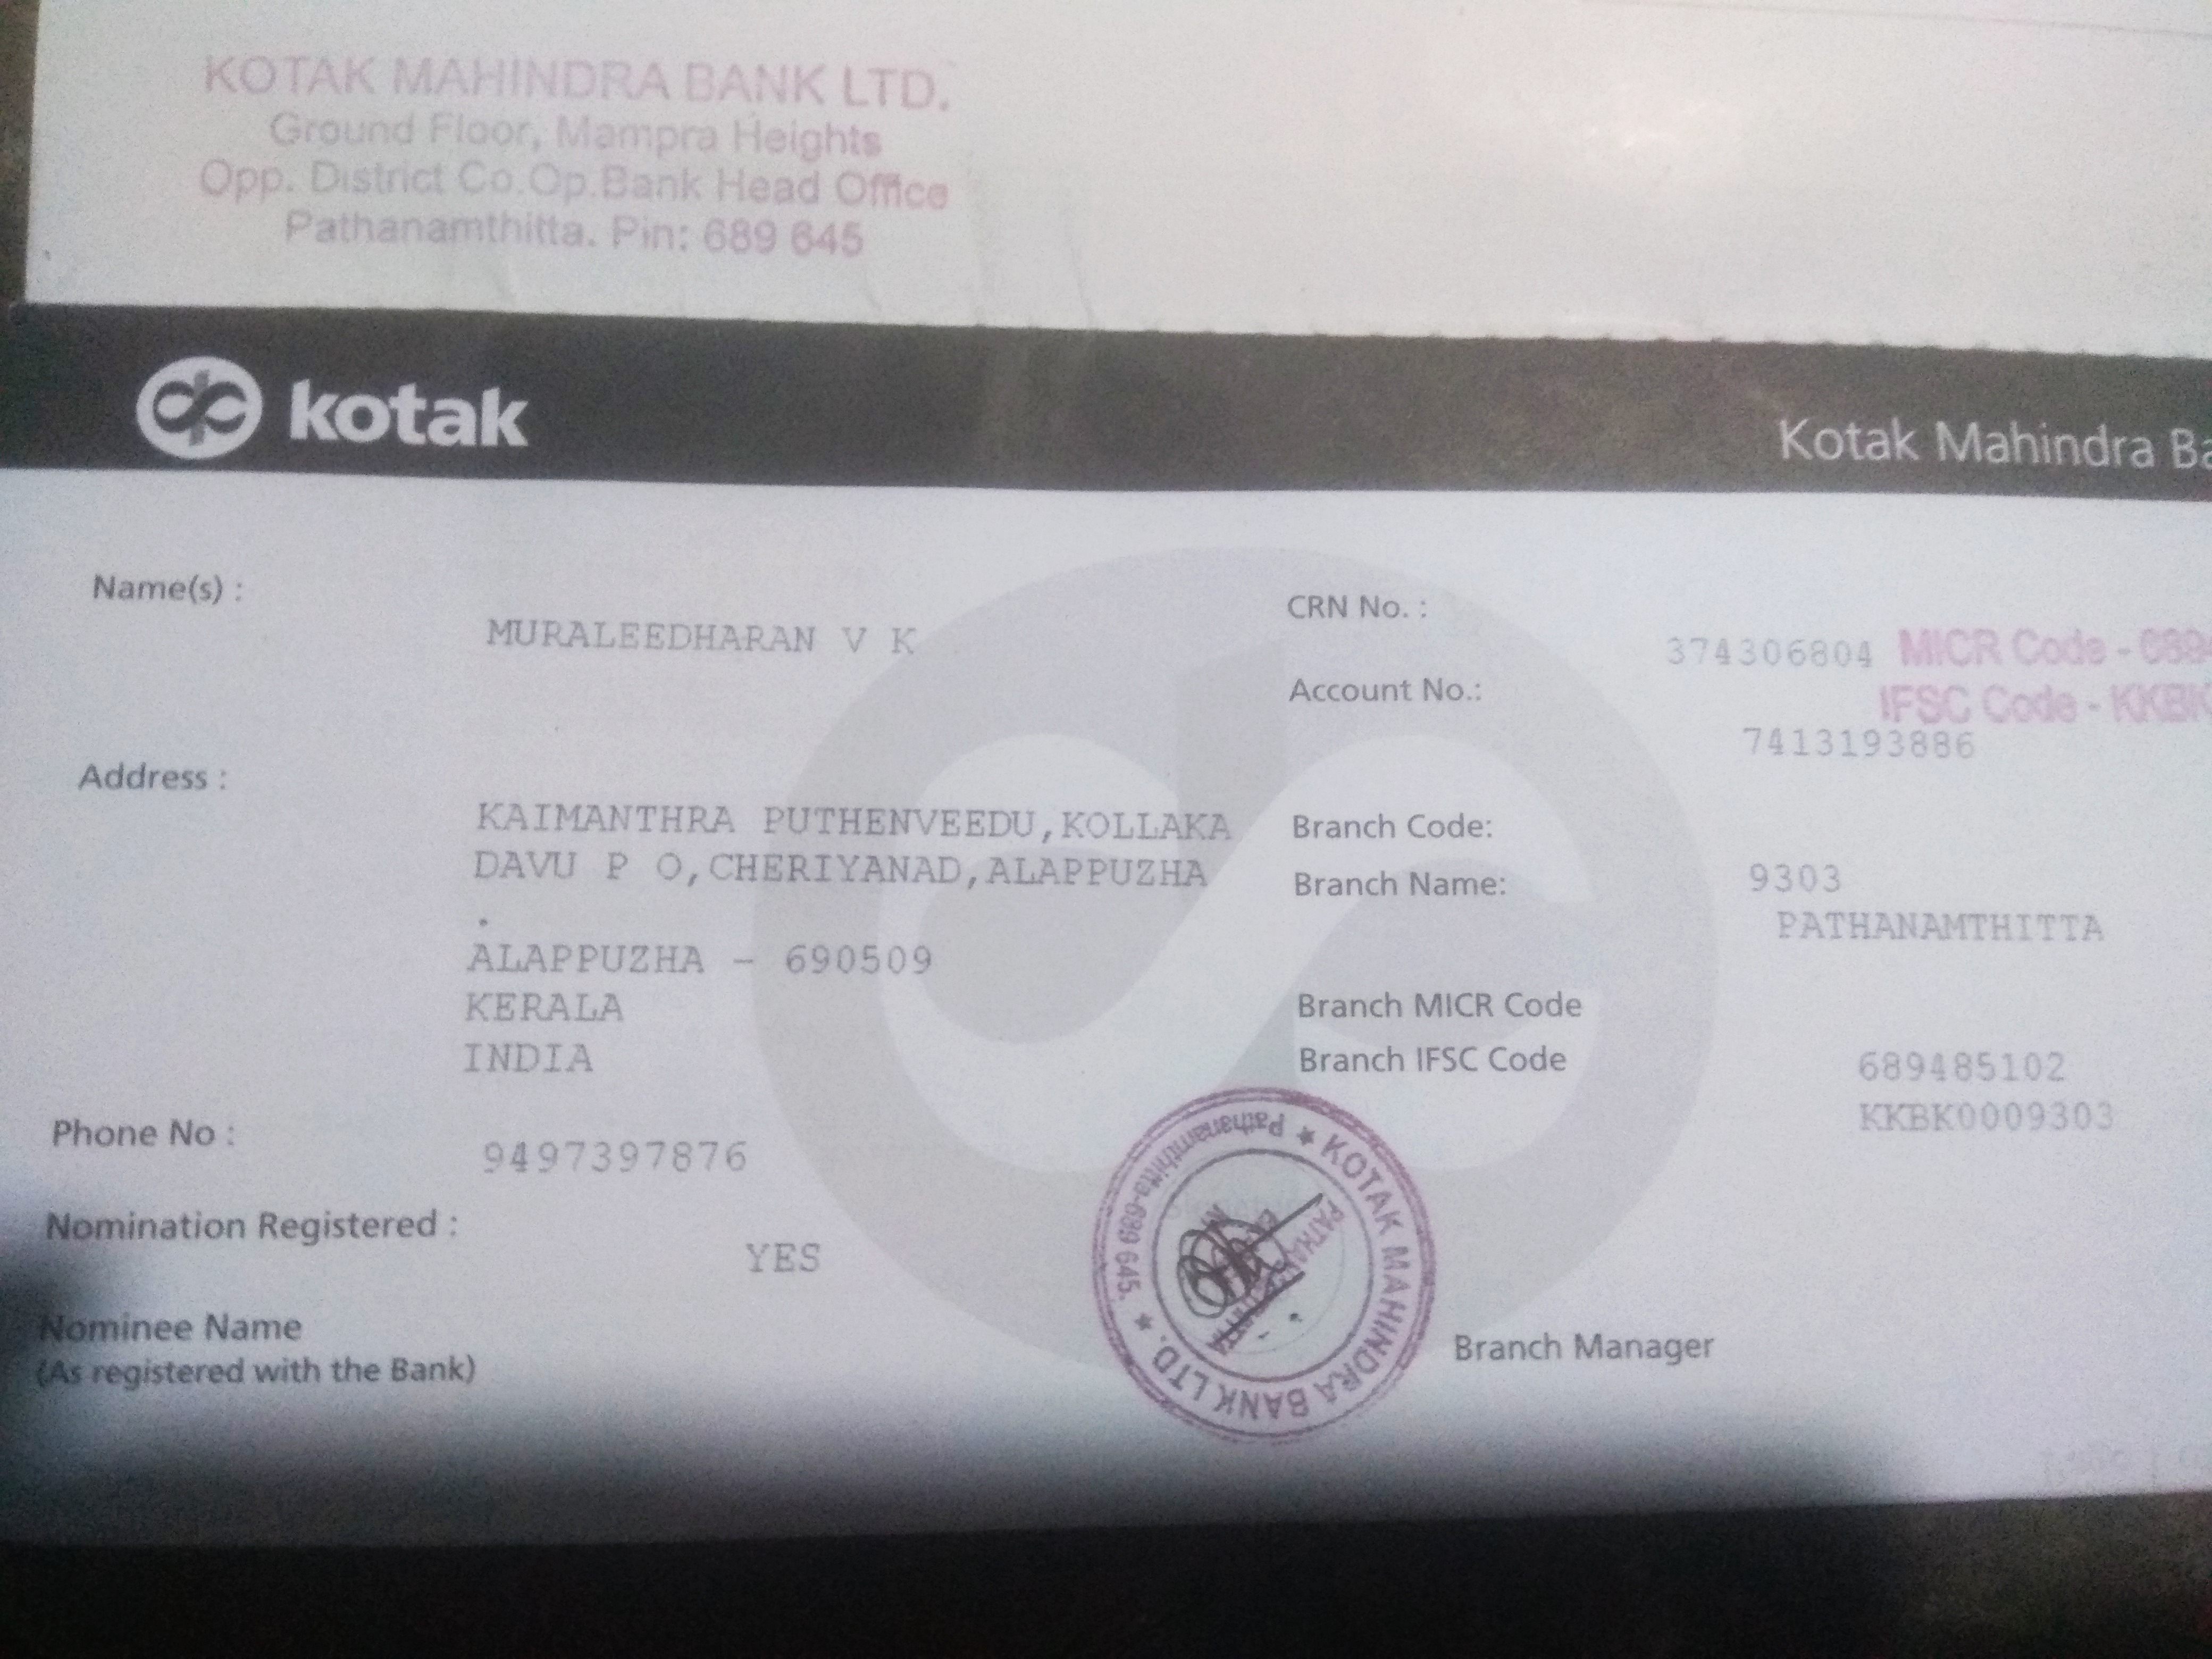 KOTAK MAHINDRA BANK LTD.
Ground Floor, Mampra Heights
Opp. District Co.Op.Bank Head Office
Pathanamthitta. Pin: 689 645
kotak
Kotak Mahindra Ba
Name(s) :
MURALEEDHARAN V K
CRN No. :
374306804
MICR Code - 689
IFSC Code - KKBK
Account No.:
7413193886
Address :
KAIMANTHRA PUTHENVEEDU,KOLLAKA
DAVU P O,CHERIYANAD,ALAPPUZHA
.
ALAPPUZHA - 690509
KERALA
INDIA
Branch Code:
9303
Branch Name:
PATHANAMTHITTA
Branch MICR Code
689485102
Branch IFSC Code
KKBK0009303
Phone No :
9497397876
Nomination Registered :
YES
Nominee Name
(As registered with the Bank)
KOTAK MAHINDRA BANK LTD. ★ Pathanamthitta-689 645. ★
Branch Manager